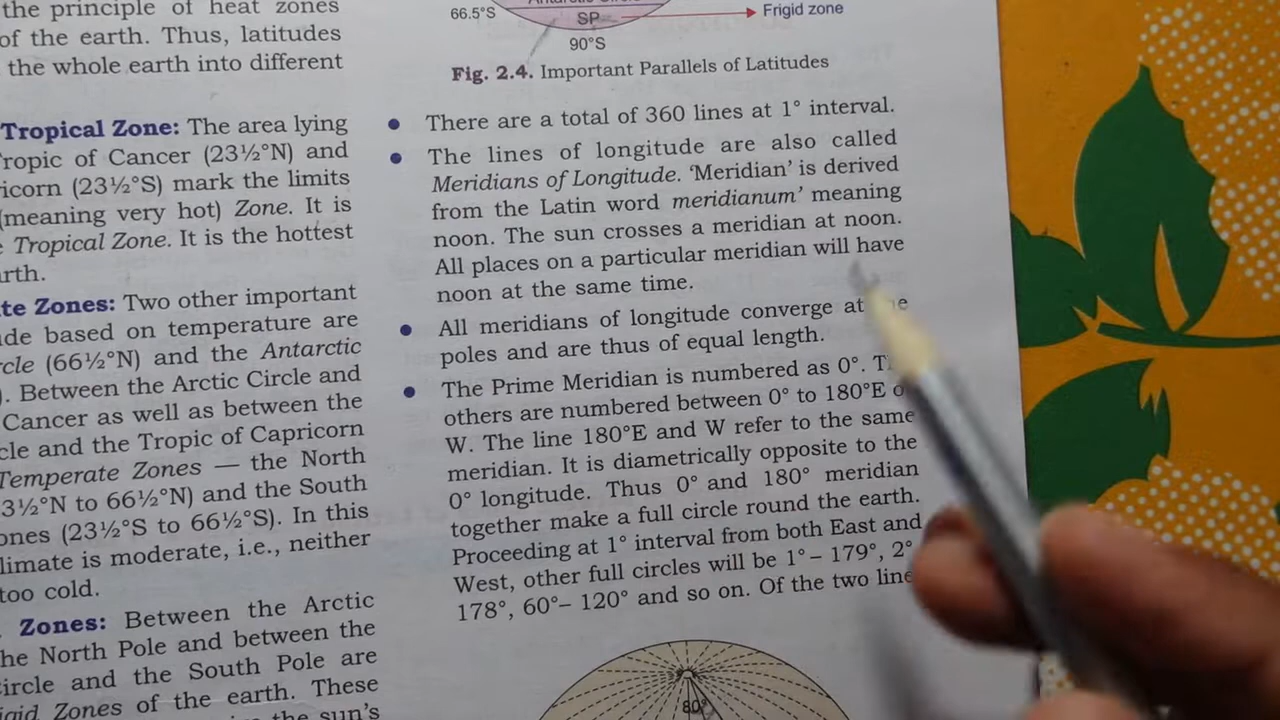 the principle of heat zones
of the earth. Thus, latitudes
the whole earth into different
Tropical Zone: The area lying
Tropic of Cancer (23½°N) and
ricorn (23½°S) mark the limits
(meaning very hot) Zone. It is
Tropical Zone. It is the hottest
arth.
te Zones: Two other important
ude based on temperature are
rcle (66½°N) and the Antarctic
). Between the Arctic Circle and
Cancer as well as between the
cle and the Tropic of Capricorn
Temperate Zones — the North
3½°N to 66½°N) and the South
ones (23½°S to 66½°S). In this
limate is moderate, i.e., neither
too cold.
Zones: Between the Arctic
he North Pole and between the
ircle and the South Pole are
igid Zones of the earth. These
the sun's
66.5°S
SP
Frigid zone
90°S
Fig. 2.4. Important Parallels of Latitudes
• There are a total of 360 lines at 1° interval.
• The lines of longitude are also called
Meridians of Longitude. 'Meridian' is derived
from the Latin word meridianum' meaning
noon. The sun crosses a meridian at noon.
All places on a particular meridian will have
noon at the same time.
• All meridians of longitude converge at
poles and are thus of equal length.
• The Prime Meridian is numbered as 0°.
others are numbered between 0° to 180°E
W. The line 180°E and W refer to the same
meridian. It is diametrically opposite to the
0° longitude. Thus 0° and 180° meridian
together make a full circle round the earth.
Proceeding at 1° interval from both East and
West, other full circles will be 1°– 179°, 2°
178°, 60°– 120° and so on. Of the two line
80°